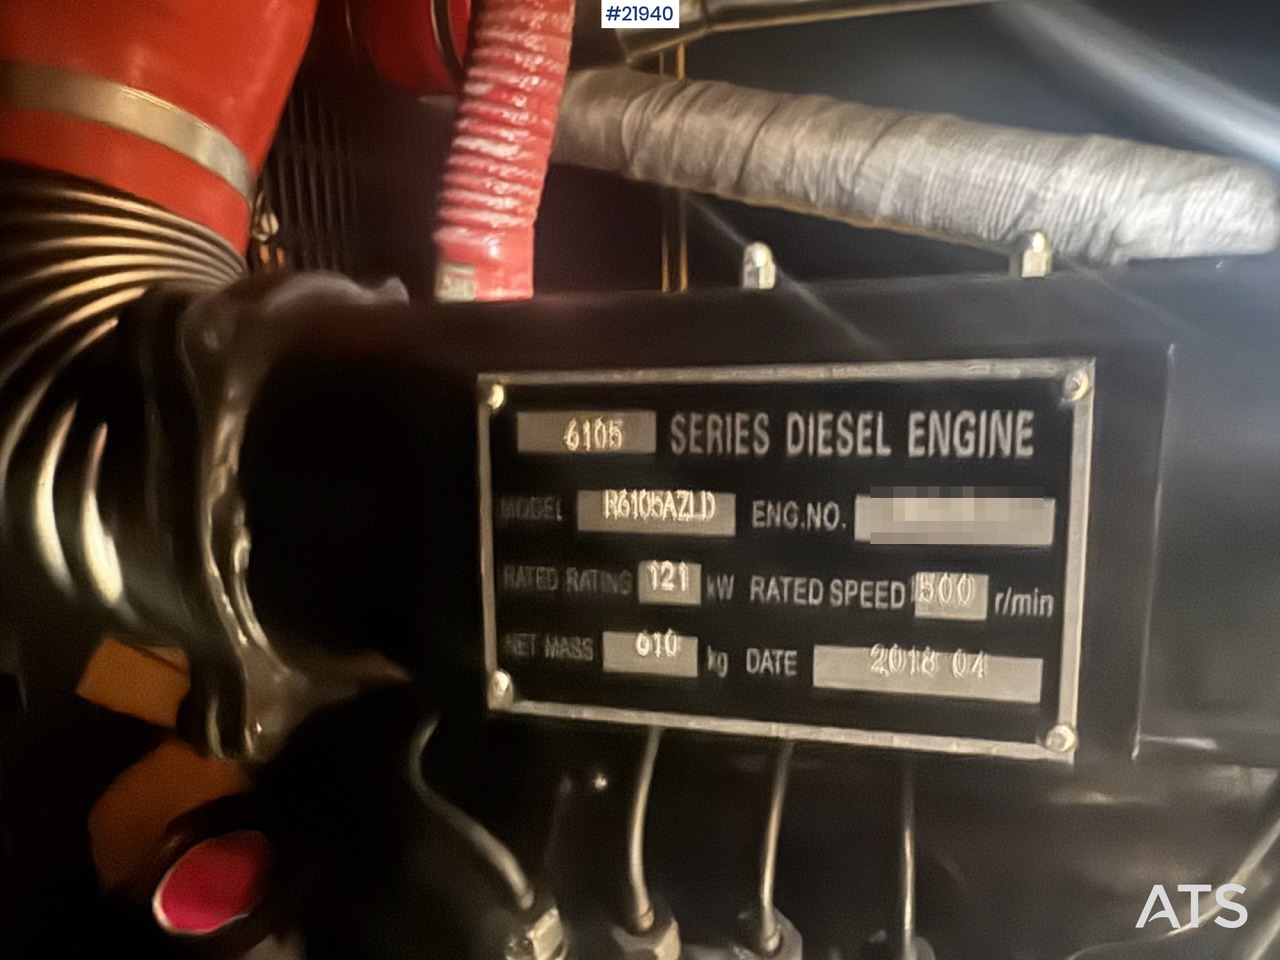 #21940
6105 SERIES DIESEL ENGINE
MODEL R6105AZLD ENG.NO.
RATED RATING 121 kW RATED SPEED 1500 r/min
NET MASS 610 kg DATE 2018 04
ATS